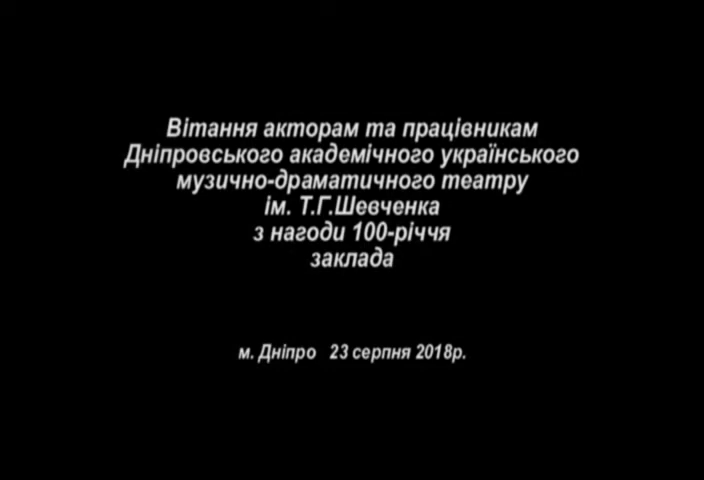 Вітання акторам та працівникам
Дніпровського академічного українського
музично-драматичного театру
ім. Т.Г.Шевченка
з нагоди 100-річчя
заклада
м. Дніпро 23 серпня 2018р.